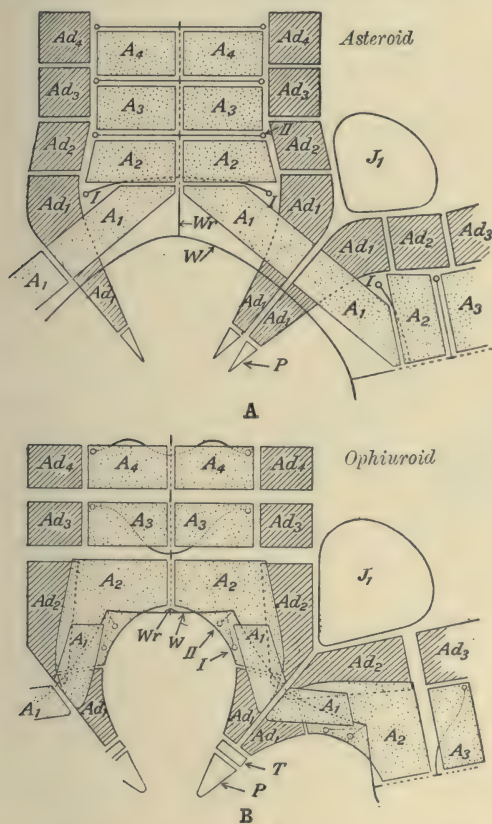 Ad4 A4 A4 Ad4 Asteroid
Ad3 A3 A3 Ad3
II
Ad2 A2 A2 Ad2 J1
Ad1 I I Ad1
A1 A1 Ad1 Ad2 Ad3
Wr
W
A1 I
Ad1 Ad1 Ad1 A1 A2 A3
P
A
Ophiuroid
Ad4 A4 A4 Ad4
Ad3 A3 A3 Ad3
J1
Ad2 A2 A2 Ad2
Wr W II I
A1 A1 Ad2 Ad3
A1 Ad1 Ad1 Ad1 A1 A2 A3
T
P
B